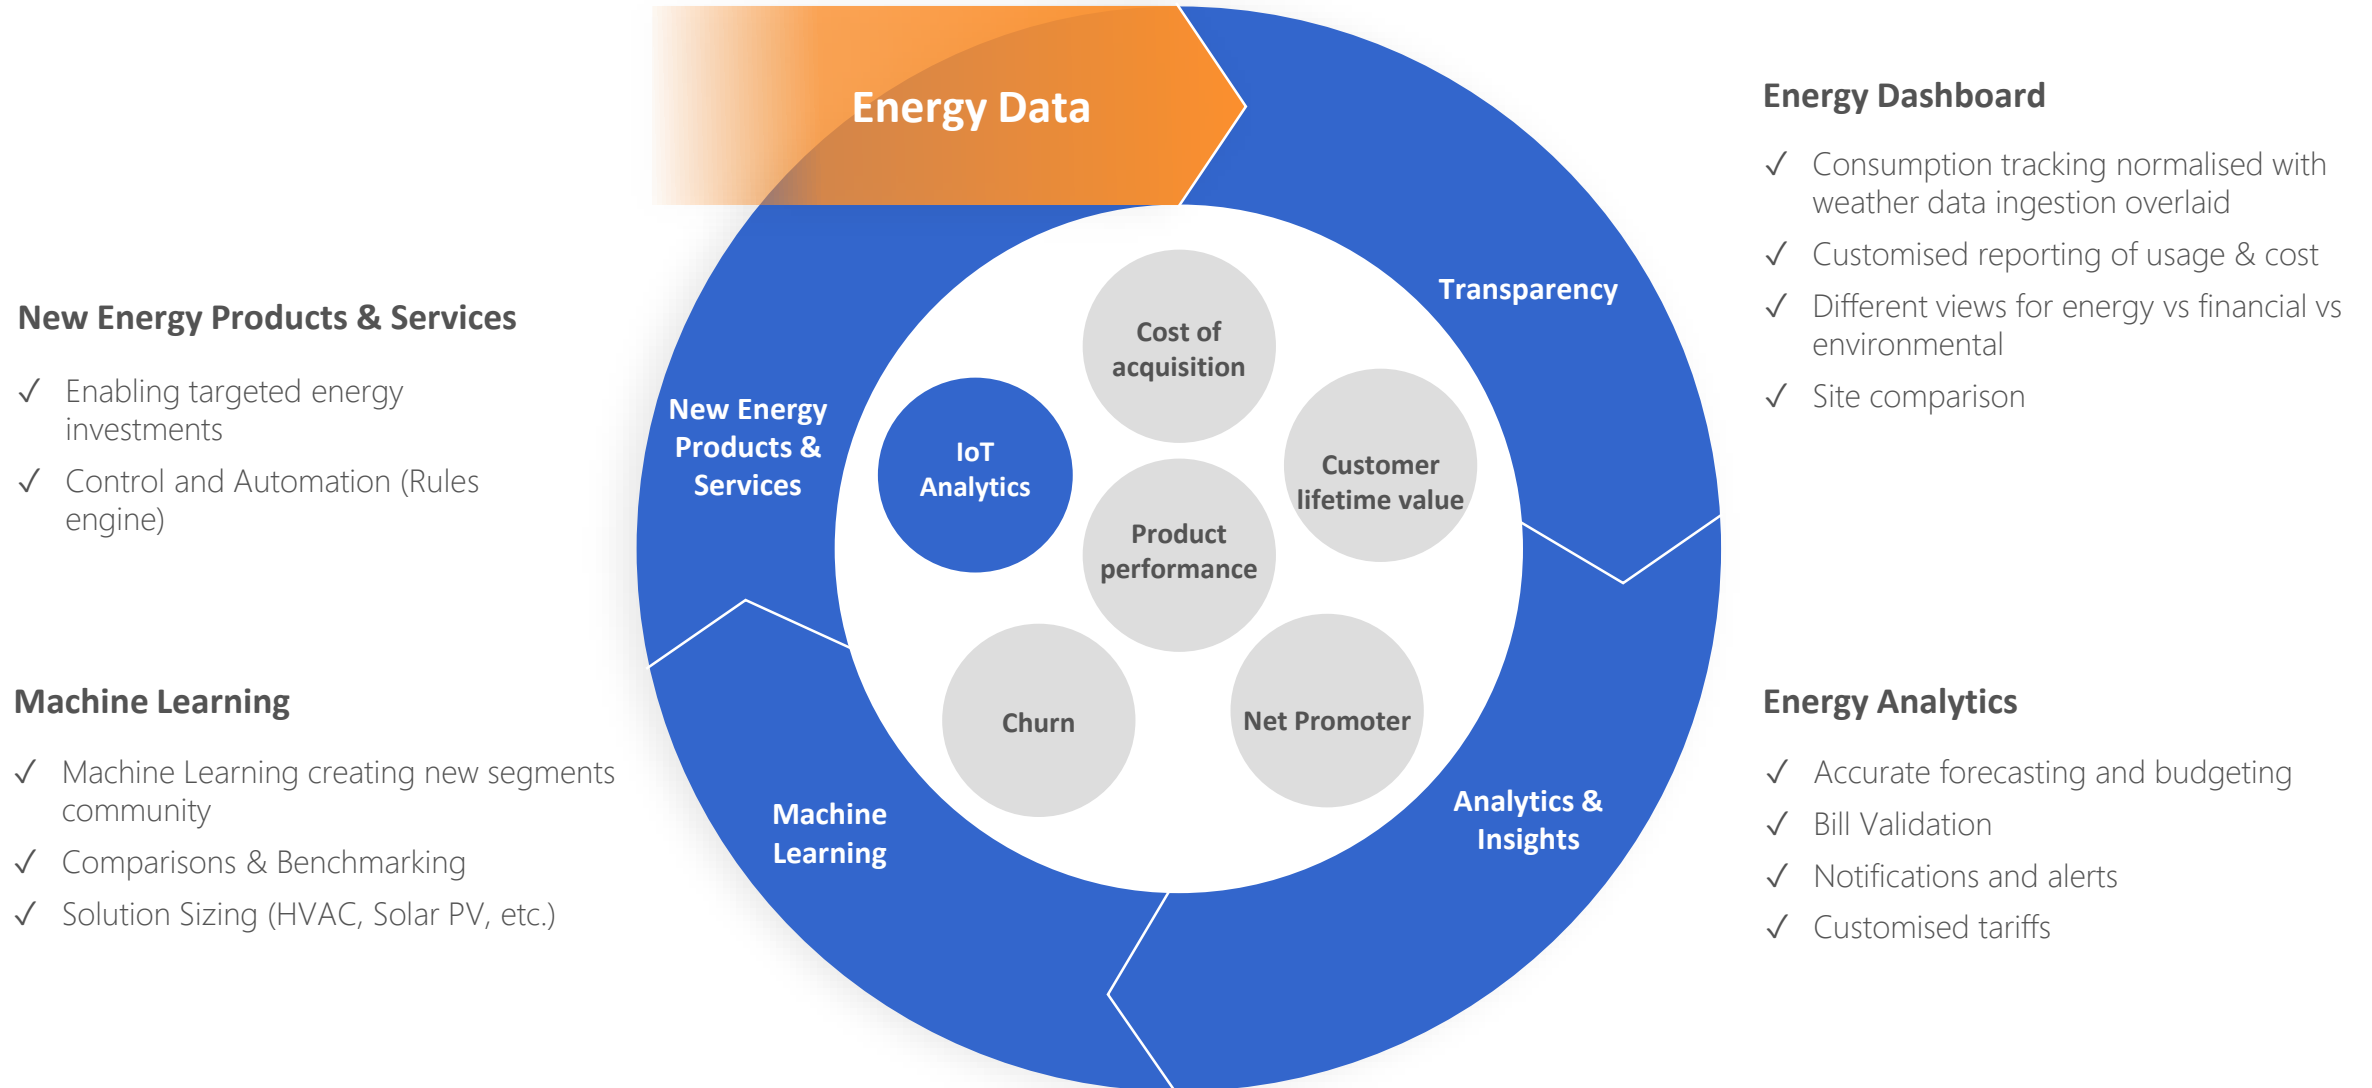 Energy Data
Transparency
Analytics &
Insights
Machine
Learning
New Energy
Products &
Services
Cost of
acquisition
Customer
lifetime value
IoT
Analytics
Product
performance
Churn
Net Promoter
Energy Dashboard
✓ Consumption tracking normalised with
weather data ingestion overlaid
✓ Customised reporting of usage & cost
✓ Different views for energy vs financial vs
environmental
✓ Site comparison
Energy Analytics
✓ Accurate forecasting and budgeting
✓ Bill Validation
✓ Notifications and alerts
✓ Customised tariffs
New Energy Products & Services
✓ Enabling targeted energy
investments
✓ Control and Automation (Rules
engine)
Machine Learning
✓ Machine Learning creating new segments
community
✓ Comparisons & Benchmarking
✓ Solution Sizing (HVAC, Solar PV, etc.)